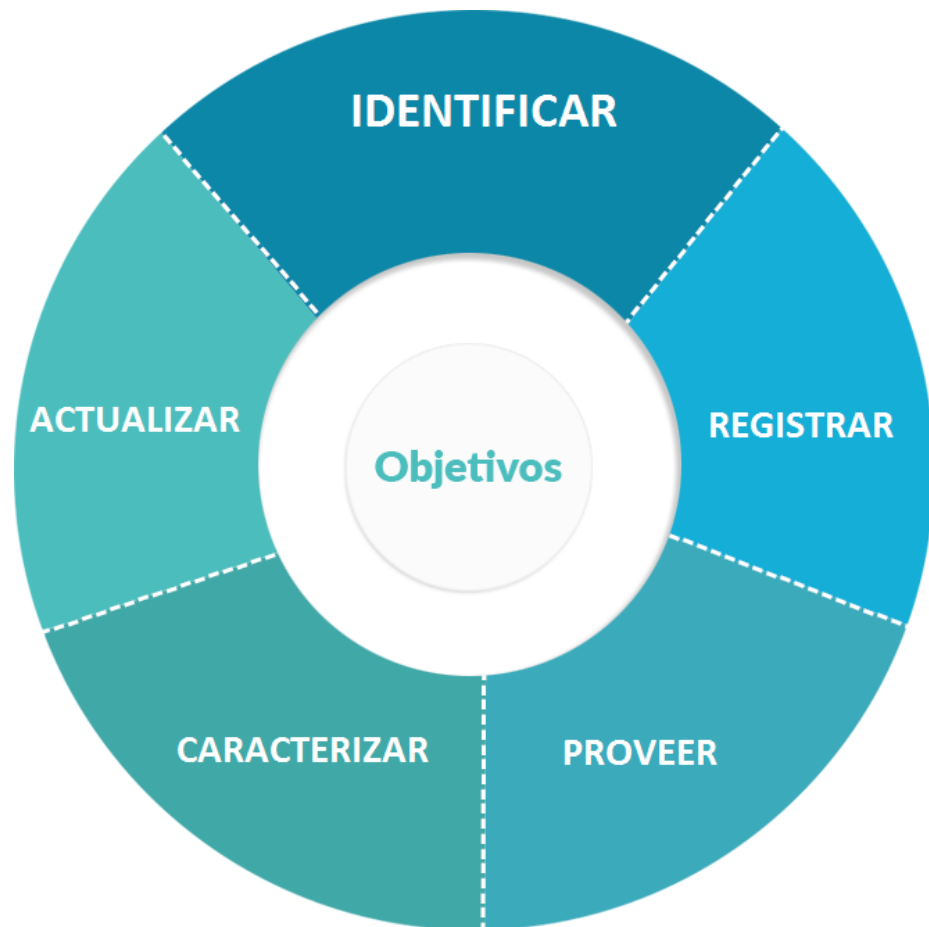 IDENTIFICAR
ACTUALIZAR
REGISTRAR
Objetivos
CARACTERIZAR
PROVEER